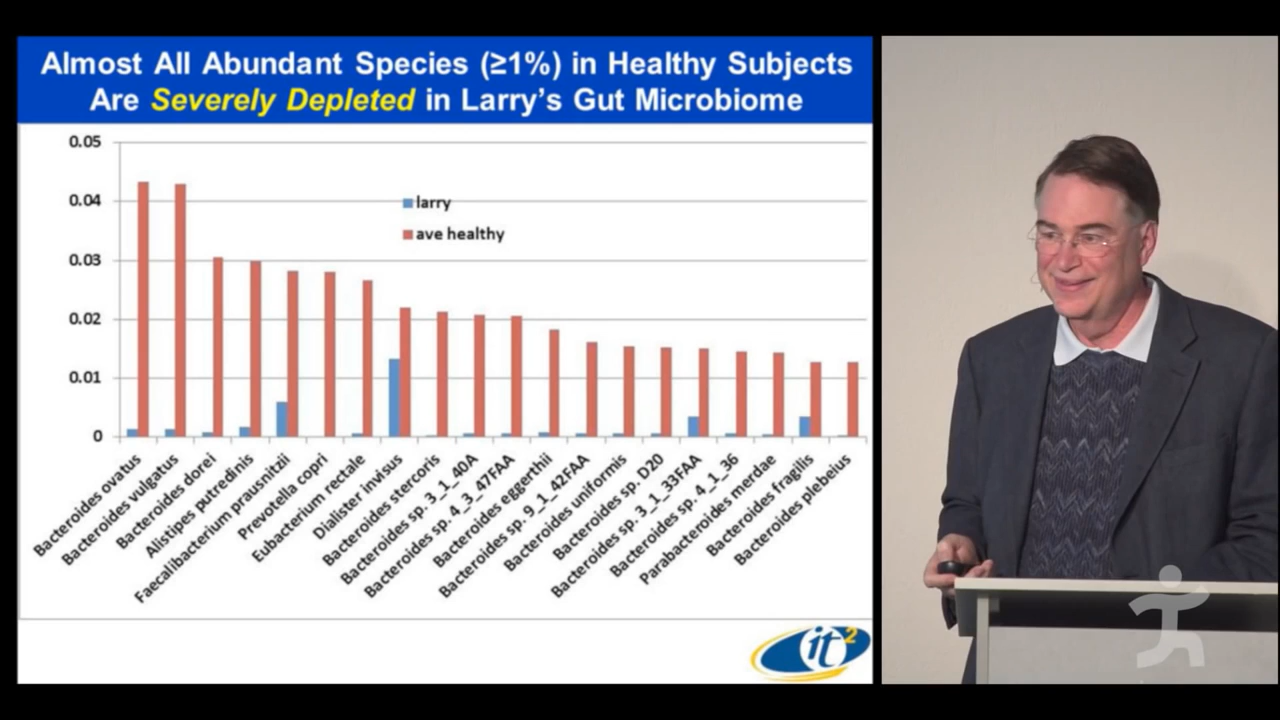 Almost All Abundant Species (≥1%) in Healthy Subjects
Are Severely Depleted in Larry’s Gut Microbiome
0.05
0.04
0.03
0.02
0.01
0
larry
ave healthy
Bacteroides ovatus
Bacteroides vulgatus
Bacteroides dorei
Alistipes putredinis
Faecalibacterium prausnitzii
Prevotella copri
Eubacterium rectale
Dialister invisus
Bacteroides stercoris
Bacteroides sp. 3_1_40A
Bacteroides sp. 4_3_47FAA
Bacteroides eggerthii
Bacteroides sp. 9_1_42FAA
Bacteroides uniformis
Bacteroides sp. D20
Bacteroides sp. 3_1_33FAA
Bacteroides sp. 4_1_36
Parabacteroides merdae
Bacteroides fragilis
Bacteroides plebeius
it2